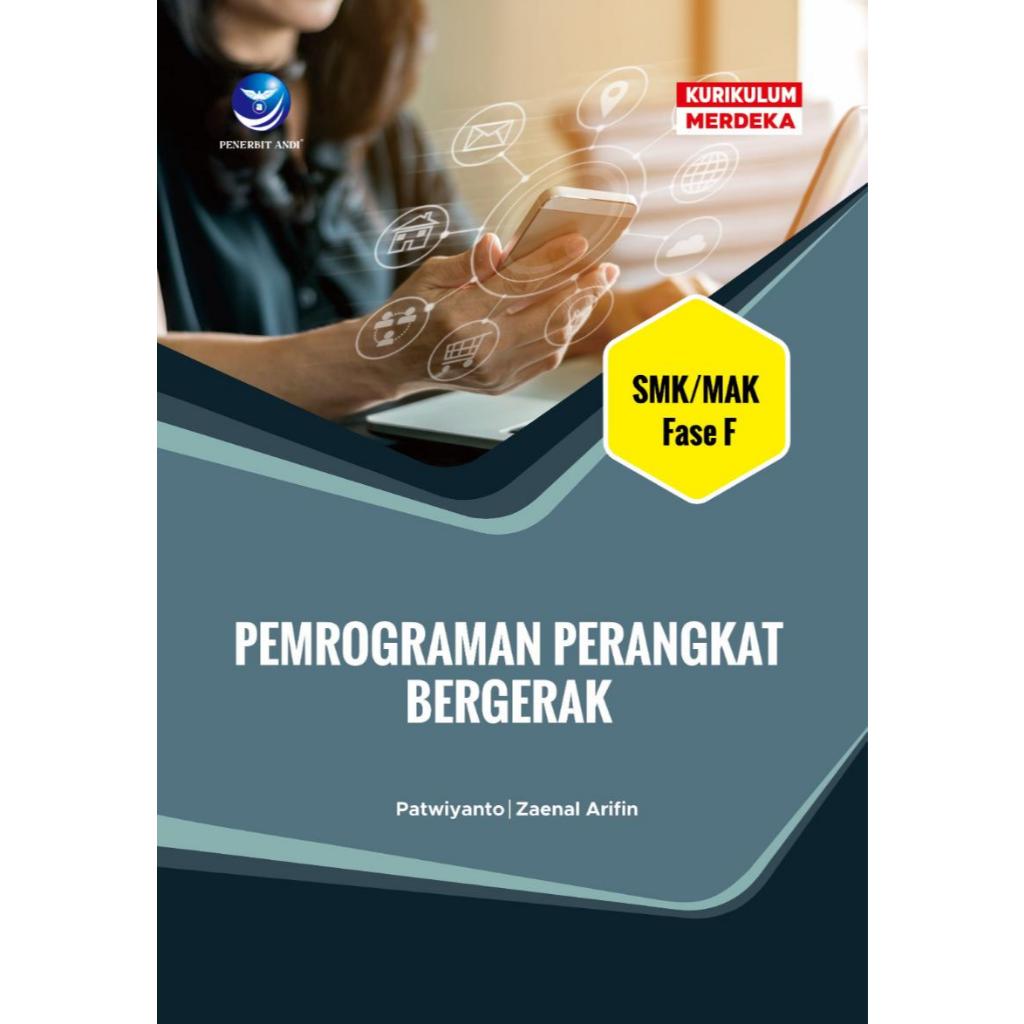 PENERBIT ANDI®
KURIKULUM
MERDEKA
SMK/MAK
Fase F
PEMROGRAMAN PERANGKAT
BERGERAK
Patwiyanto|Zaenal Arifin